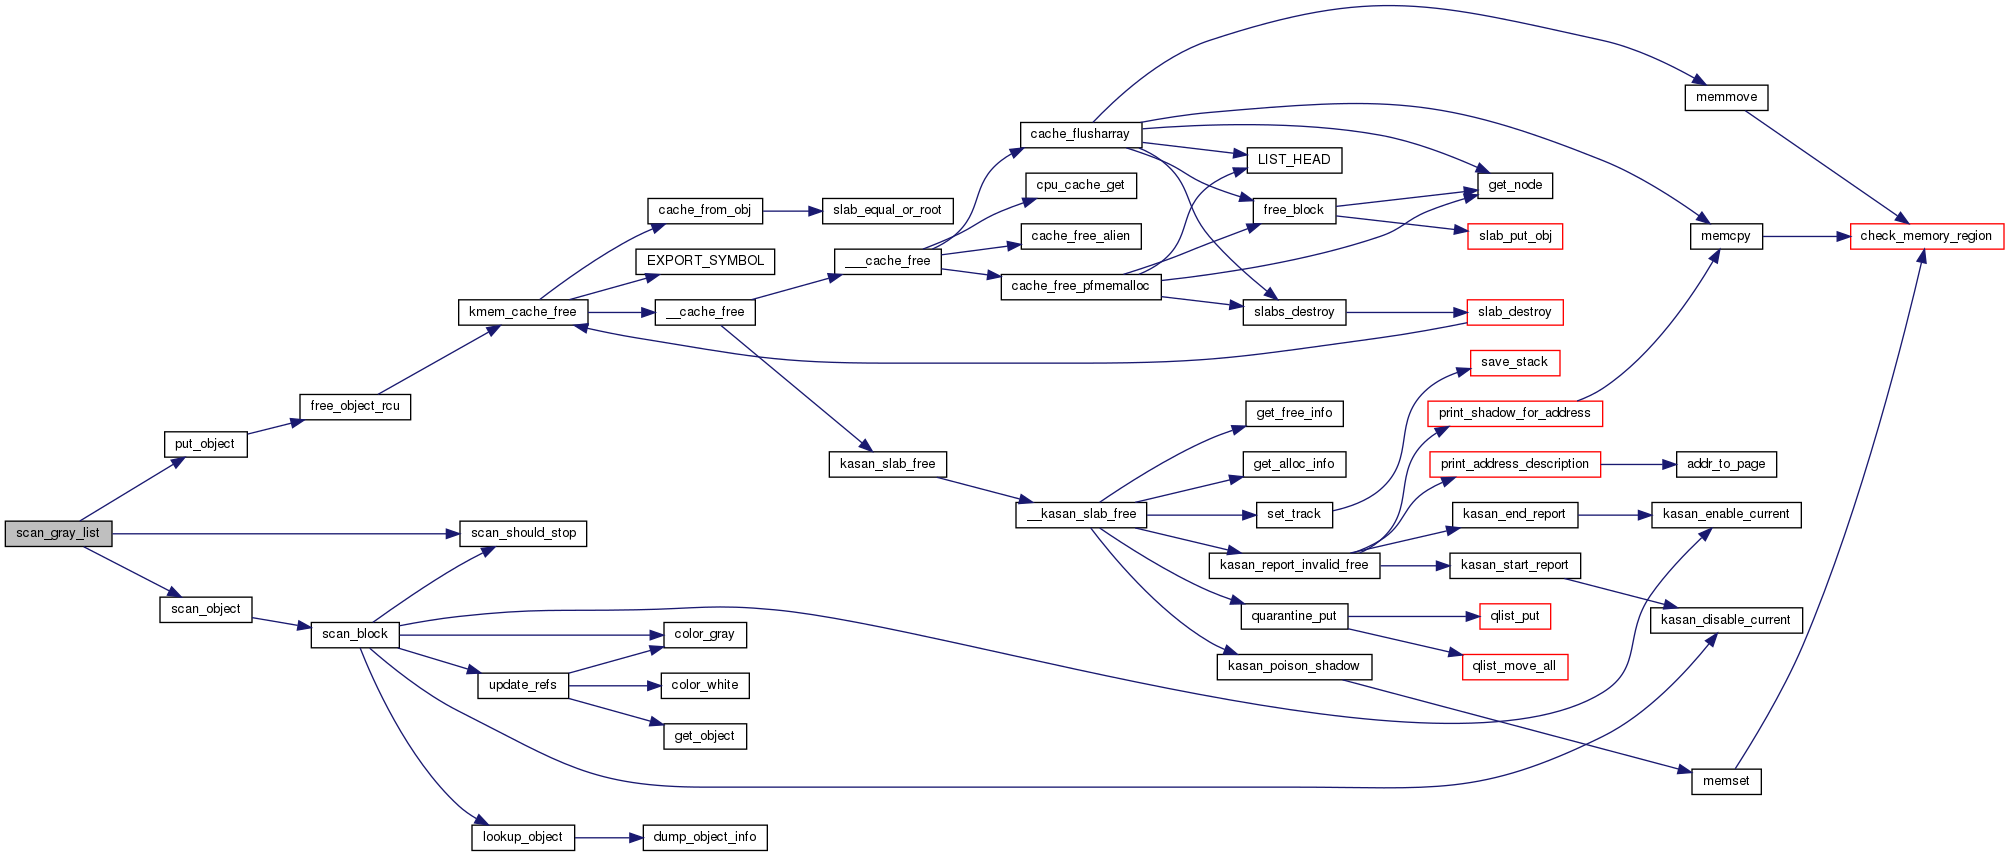 memmove
cache_flusharray
LIST_HEAD
cpu_cache_get
get_node
cache_from_obj
slab_equal_or_root
free_block
cache_free_alien
slab_put_obj
memcpy
check_memory_region
EXPORT_SYMBOL
___cache_free
cache_free_pfmemalloc
kmem_cache_free
__cache_free
slabs_destroy
slab_destroy
save_stack
free_object_rcu
get_free_info
print_shadow_for_address
put_object
kasan_slab_free
get_alloc_info
print_address_description
addr_to_page
__kasan_slab_free
set_track
kasan_end_report
kasan_enable_current
scan_gray_list
scan_should_stop
kasan_report_invalid_free
kasan_start_report
scan_object
quarantine_put
qlist_put
kasan_disable_current
scan_block
color_gray
kasan_poison_shadow
qlist_move_all
update_refs
color_white
get_object
memset
lookup_object
dump_object_info